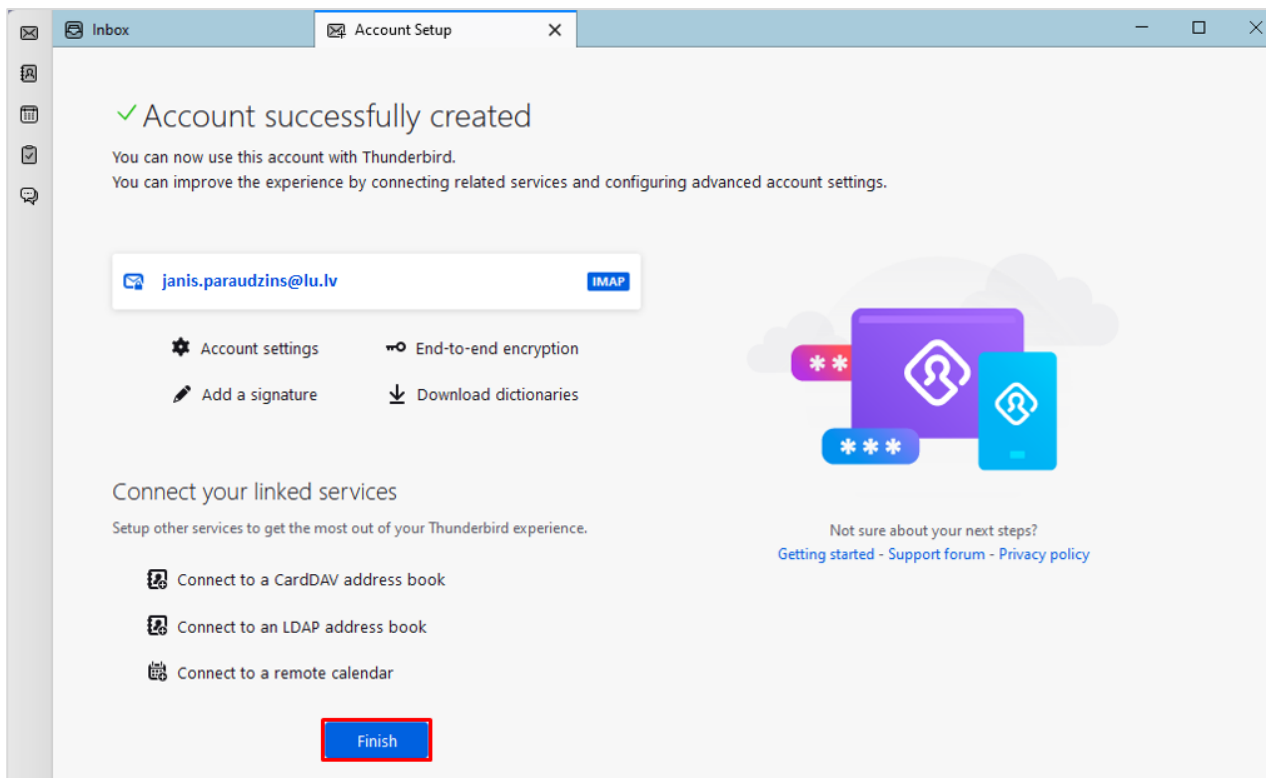 Inbox
Account Setup
Account successfully created
You can now use this account with Thunderbird.
You can improve the experience by connecting related services and configuring advanced account settings.
janis.paraudzins@lu.lv
IMAP
Account settings
End-to-end encryption
Add a signature
Download dictionaries
Connect your linked services
Setup other services to get the most out of your Thunderbird experience.
Connect to a CardDAV address book
Connect to an LDAP address book
Connect to a remote calendar
Finish
** 
***
Not sure about your next steps?
Getting started - Support forum - Privacy policy